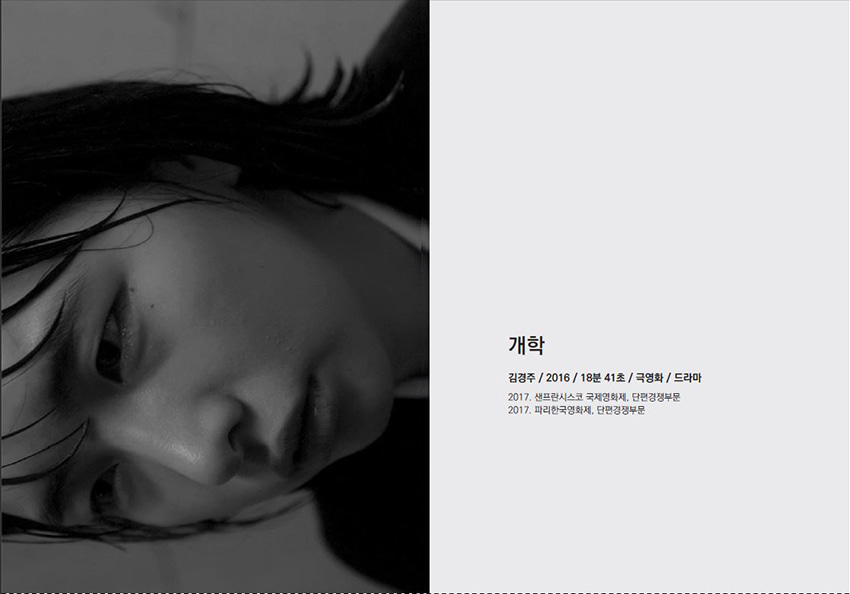 개학
김경주 / 2016 / 18분 41초 / 극영화 / 드라마
2017. 샌프란시스코 국제영화제, 단편경쟁부문
2017. 파리한국영화제, 단편경쟁부문